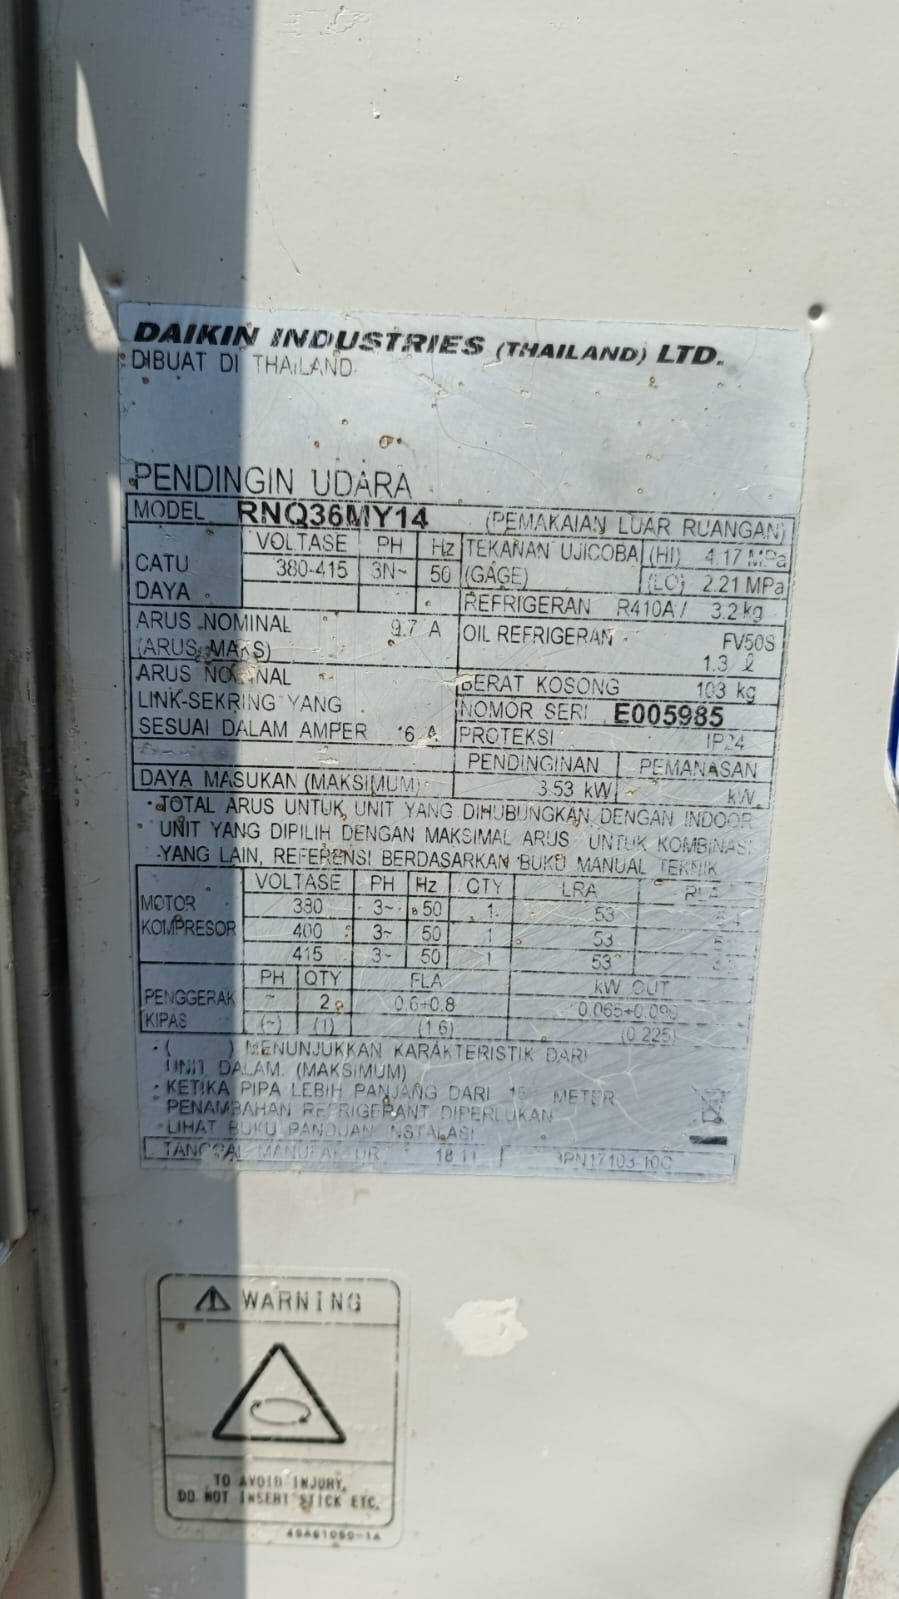 DAIKIN INDUSTRIES (THAILAND) LTD.
DIBUAT DI THAILAND
PENDINGIN UDARA
MODEL RNQ36MY14 (PEMAKAIAN LUAR RUANGAN)
CATU DAYA
VOLTASE PH Hz
380-415 3N~ 50
TEKANAN UJICOBA (HI) 4.17 MPa
(GAGE) (LO) 2.21 MPa
REFRIGERAN R410A / 3.2 kg
ARUS NOMINAL 9.7 A
(ARUS MAKS)
OIL REFRIGERAN FV50S
1.3 ℓ
ARUS NOMINAL
LINK-SEKRING YANG
SESUAI DALAM AMPER 16 A
BERAT KOSONG 103 kg
NOMOR SERI E005985
PROTEKSI IP24
PENDINGINAN PEMANASAN
DAYA MASUKAN (MAKSIMUM) 3.53 kW kW
・TOTAL ARUS UNTUK UNIT YANG DIHUBUNGKAN DENGAN INDOOR
UNIT YANG DIPILIH DENGAN MAKSIMAL ARUS UNTUK KOMBINASI
YANG LAIN, REFERENSI BERDASARKAN BUKU MANUAL TEKNIK
MOTOR KOMPRESOR
VOLTASE PH Hz QTY LRA
380 3~ 50 1 53
400 3~ 50 1 53
415 3~ 50 1 53
PENGGERAK KIPAS
PH QTY FLA kW OUT
~ 2 0.6+0.8 0.065+0.090
(~) (1) (1.6) (0.225)
・( ) MENUNJUKKAN KARAKTERISTIK DARI
UNIT DALAM. (MAKSIMUM)
・KETIKA PIPA LEBIH PANJANG DARI METER
PENAMBAHAN REFRIGERANT DIPERLUKAN
・LIHAT BUKU PANDUAN INSTALASI
TANGGAL MANUFAKTUR 3PN17103-10C
WARNING
TO AVOID INJURY,
DO NOT INSERT STICK ETC.